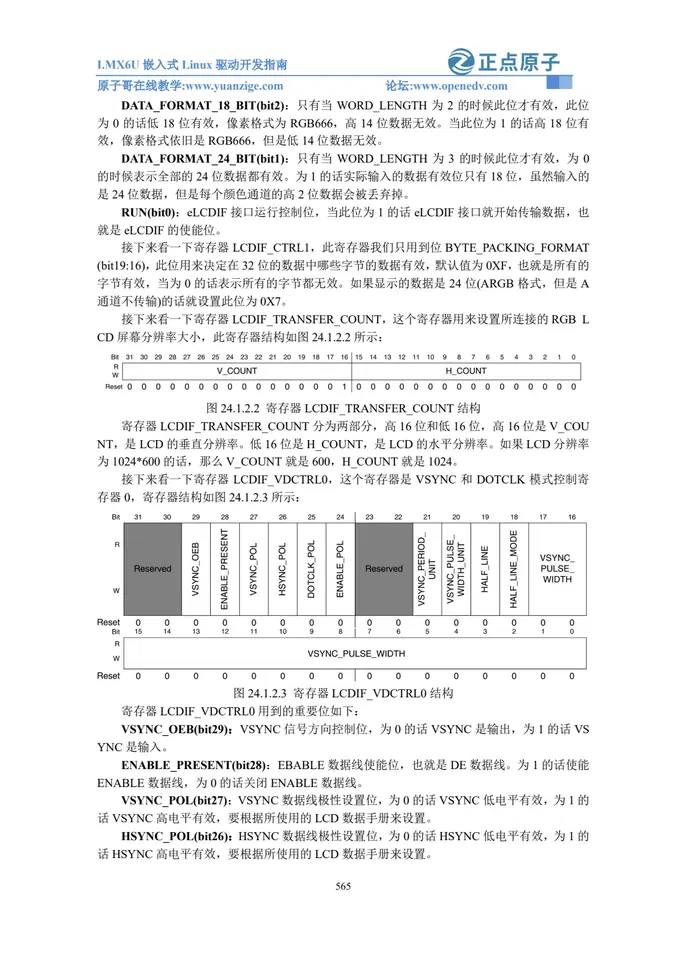 I.MX6U 嵌入式 Linux 驱动开发指南
正点原子
原子哥在线教学:www.yuanzige.com 论坛:www.openedv.com
DATA_FORMAT_18_BIT(bit2)：只有当 WORD_LENGTH 为 2 的时候此位才有效，此位
为 0 的话低 18 位有效，像素格式为 RGB666，高 14 位数据无效。当此位为 1 的话高 18 位有
效，像素格式依旧是 RGB666，但是低 14 位数据无效。
DATA_FORMAT_24_BIT(bit1)：只有当 WORD_LENGTH 为 3 的时候此位才有效，为 0
的时候表示全部的 24 位数据都有效。为 1 的话实际输入的数据有效位只有 18 位，虽然输入的
是 24 位数据，但是每个颜色通道的高 2 位数据会被丢弃掉。
RUN(bit0)：eLCDIF 接口运行控制位，当此位为 1 的话 eLCDIF 接口就开始传输数据，也
就是 eLCDIF 的使能位。
接下来看一下寄存器 LCDIF_CTRL1，此寄存器我们只用到位 BYTE_PACKING_FORMAT
(bit19:16)，此位用来决定在 32 位的数据中哪些字节的数据有效，默认值为 0XF，也就是所有的
字节有效，当为 0 的话表示所有的字节都无效。如果显示的数据是 24 位(ARGB 格式，但是 A
通道不传输)的话就设置此位为 0X7。
接下来看一下寄存器 LCDIF_TRANSFER_COUNT，这个寄存器用来设置所连接的 RGB L
CD 屏幕分辨率大小，此寄存器结构如图 24.1.2.2 所示：
Bit 31 30 29 28 27 26 25 24 23 22 21 20 19 18 17 16 15 14 13 12 11 10 9 8 7 6 5 4 3 2 1 0
R
W
V_COUNT H_COUNT
Reset 0 0 0 0 0 0 0 0 0 0 0 0 0 0 0 1 0 0 0 0 0 0 0 0 0 0 0 0 0 0 0 0
图 24.1.2.2 寄存器 LCDIF_TRANSFER_COUNT 结构
寄存器 LCDIF_TRANSFER_COUNT 分为两部分，高 16 位和低 16 位，高 16 位是 V_COU
NT，是 LCD 的垂直分辨率。低 16 位是 H_COUNT，是 LCD 的水平分辨率。如果 LCD 分辨率
为 1024*600 的话，那么 V_COUNT 就是 600，H_COUNT 就是 1024。
接下来看一下寄存器 LCDIF_VDCTRL0，这个寄存器是 VSYNC 和 DOTCLK 模式控制寄
存器 0，寄存器结构如图 24.1.2.3 所示：
Bit 31 30 29 28 27 26 25 24 23 22 21 20 19 18 17 16
R
W
Reserved
VSYNC_OEB
ENABLE_PRESENT
VSYNC_POL
HSYNC_POL
DOTCLK_POL
ENABLE_POL
Reserved
VSYNC_PERIOD_
UNIT
VSYNC_PULSE_
WIDTH_UNIT
HALF_LINE
HALF_LINE_MODE
VSYNC_
PULSE_
WIDTH
Reset 0 0 0 0 0 0 0 0 0 0 0 0 0 0 0 0
Bit 15 14 13 12 11 10 9 8 7 6 5 4 3 2 1 0
R
W
VSYNC_PULSE_WIDTH
Reset 0 0 0 0 0 0 0 0 0 0 0 0 0 0 0 0
图 24.1.2.3 寄存器 LCDIF_VDCTRL0 结构
寄存器 LCDIF_VDCTRL0 用到的重要位如下：
VSYNC_OEB(bit29)：VSYNC 信号方向控制位，为 0 的话 VSYNC 是输出，为 1 的话 VS
YNC 是输入。
ENABLE_PRESENT(bit28)：EBABLE 数据线使能位，也就是 DE 数据线。为 1 的话使能
ENABLE 数据线，为 0 的话关闭 ENABLE 数据线。
VSYNC_POL(bit27)：VSYNC 数据线极性设置位，为 0 的话 VSYNC 低电平有效，为 1 的
话 VSYNC 高电平有效，要根据所使用的 LCD 数据手册来设置。
HSYNC_POL(bit26)：HSYNC 数据线极性设置位，为 0 的话 HSYNC 低电平有效，为 1 的
话 HSYNC 高电平有效，要根据所使用的 LCD 数据手册来设置。
565